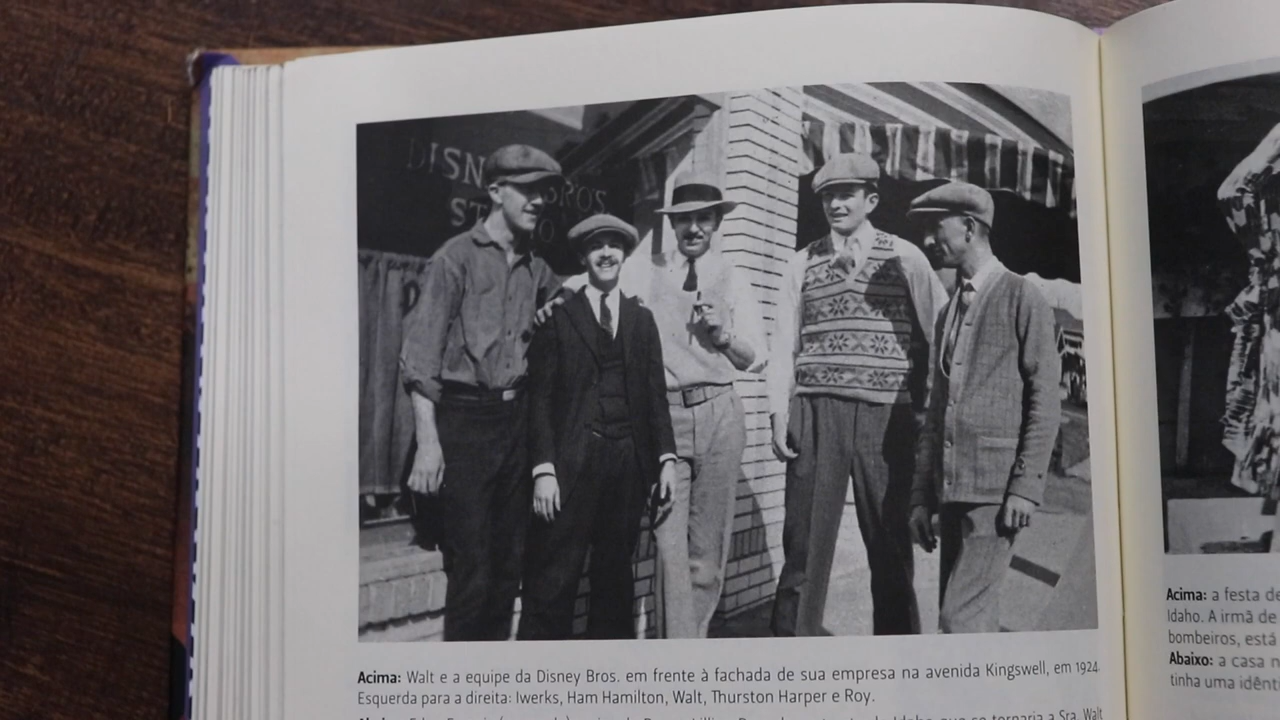 DISN BROS
ST O
Acima: Walt e a equipe da Disney Bros. em frente à fachada de sua empresa na avenida Kingswell, em 1924.
Esquerda para a direita: Iwerks, Ham Hamilton, Walt, Thurston Harper e Roy.
Acima: a festa de
Idaho. A irmã de
bombeiros, está
Abaixo: a casa n
tinha uma idênti